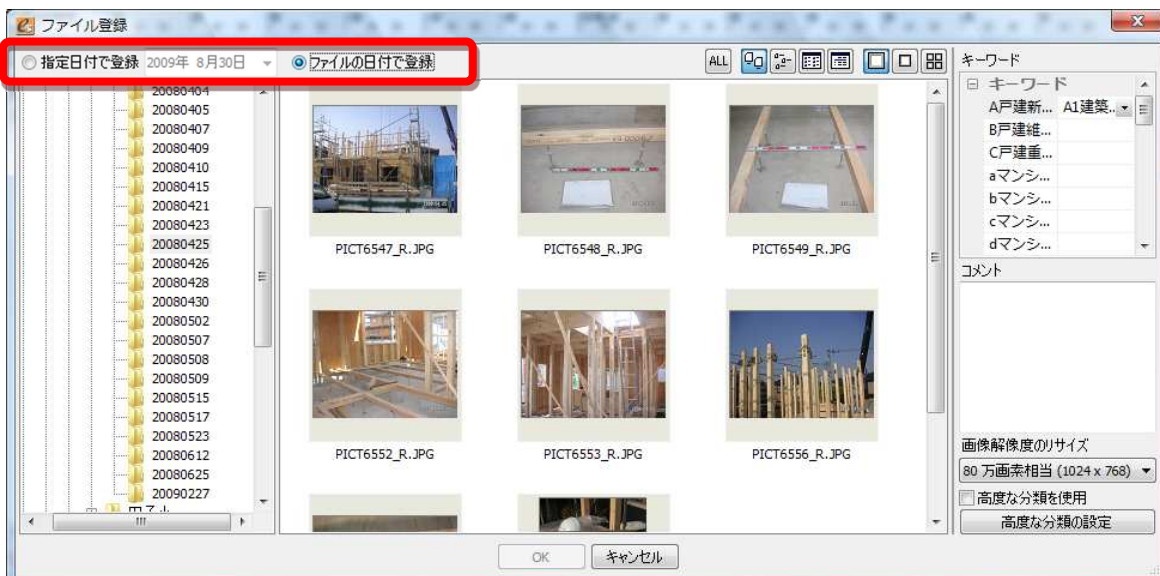 ファイル登録
指定日付で登録 2009年 8月30日 ファイルの日付で登録
ALL
20080404
20080405
20080407
20080409
20080410
20080415
20080421
20080423
20080425
20080426
20080428
20080430
20080502
20080507
20080508
20080509
20080515
20080517
20080523
20080612
20080625
20090227
PICT6547_R.JPG PICT6548_R.JPG PICT6549_R.JPG
PICT6552_R.JPG PICT6553_R.JPG PICT6556_R.JPG
キーワード
キーワード
A戸建新... A1建築...
B戸建維...
C戸建重...
aマンシ...
bマンシ...
cマンシ...
dマンシ...
コメント
画像解像度のリサイズ
80 万画素相当 (1024 x 768)
高度な分類を使用
高度な分類の設定
OK キャンセル